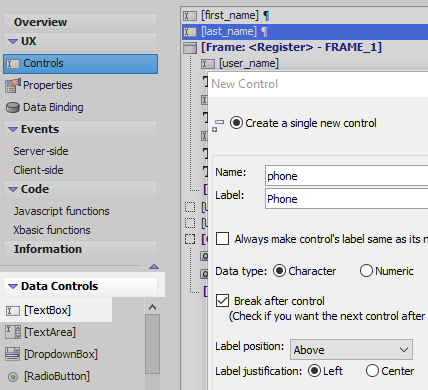 Overview
UX
Controls
Properties
Data Binding
Events
Server-side
Client-side
Code
Javascript functions
Xbasic functions
Information
Data Controls
[TextBox]
[TextArea]
[DropdownBox]
[RadioButton]
[first_name] ¶
[last_name] ¶
[Frame: <Register> - FRAME_1]
[user_name]
New Control
Create a single new control
Name: phone
Label: Phone
Always make control's label same as its n
Data type: Character Numeric
Break after control
(Check if you want the next control after
Label position: Above
Label justification: Left Center